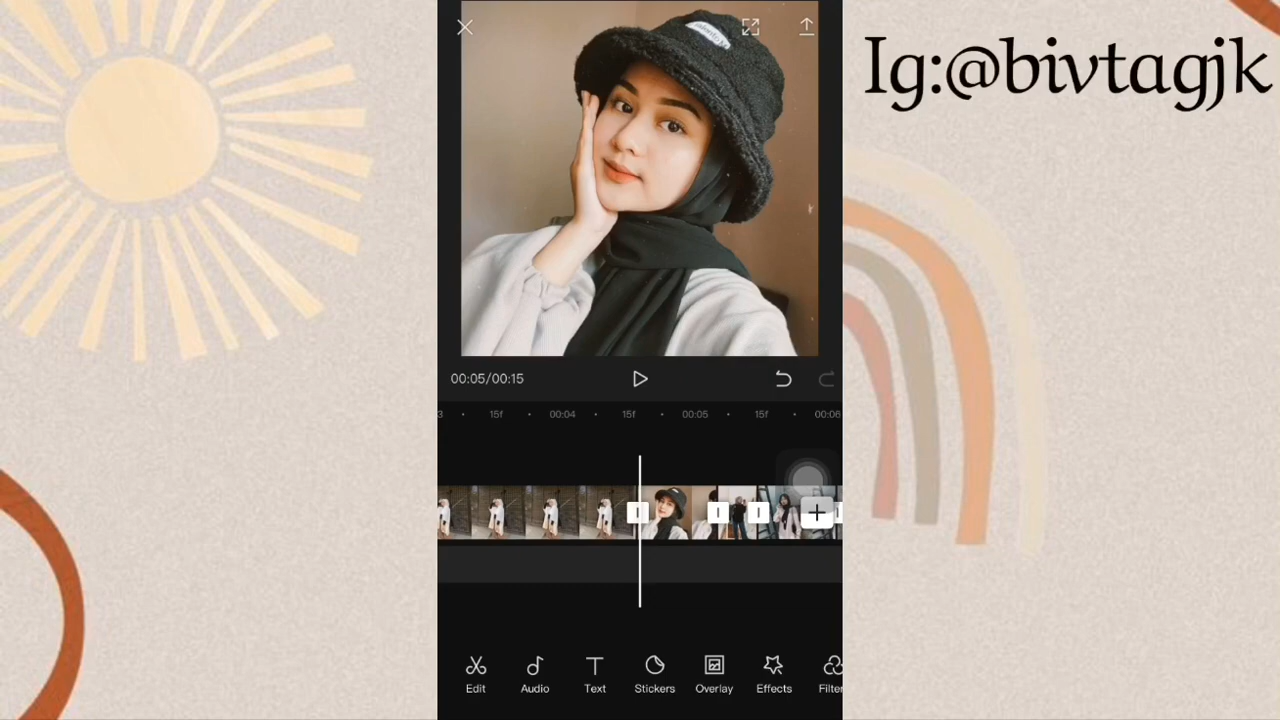 Ig:@bivtagjk
00:05/00:15
15f
00:04
15f
00:05
15f
00:06
Edit
Audio
Text
Stickers
Overlay
Effects
Filter